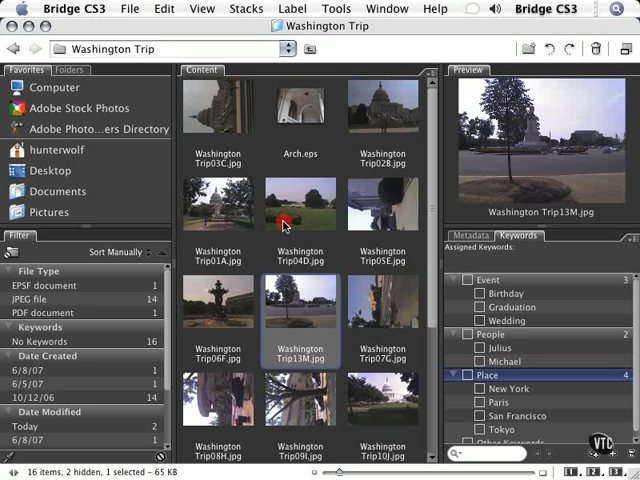 Bridge CS3 File Edit View Stacks Label Window Help Bridge CS3
Washington Trip
Washington Trip
Favorites Folders
Computer
Adobe Stock Photos
Adobe Photo...ers Directory
hunterwolf
Desktop
Documents
Pictures
Filter
Sort Manually
File Type
EPSF document 1
JPEG file 14
PDF document 1
Keywords
No Keywords 16
Date Created
6/8/07 1
6/5/07 1
10/12/06 14
Date Modified
Today 2
6/8/07 1
Content
Washington
Trip03C.jpg
Arch.eps
Washington
Trip02B.jpg
Washington
Trip01A.jpg
Washington
Trip04D.jpg
Washington
Trip05E.jpg
Washington
Trip06F.jpg
Washington
Trip13M.jpg
Washington
Trip07G.jpg
Washington
Trip08H.jpg
Washington
Trip09I.jpg
Washington
Trip10J.jpg
Preview
Washington Trip13M.jpg
Metadata Keywords
Assigned Keywords:
Event 3
Birthday
Graduation
Wedding
People 2
Julius
Michael
Place 4
New York
Paris
San Francisco
Tokyo
Other Keywords
VTC
16 items, 2 hidden, 1 selected - 65 KB
1 2 3